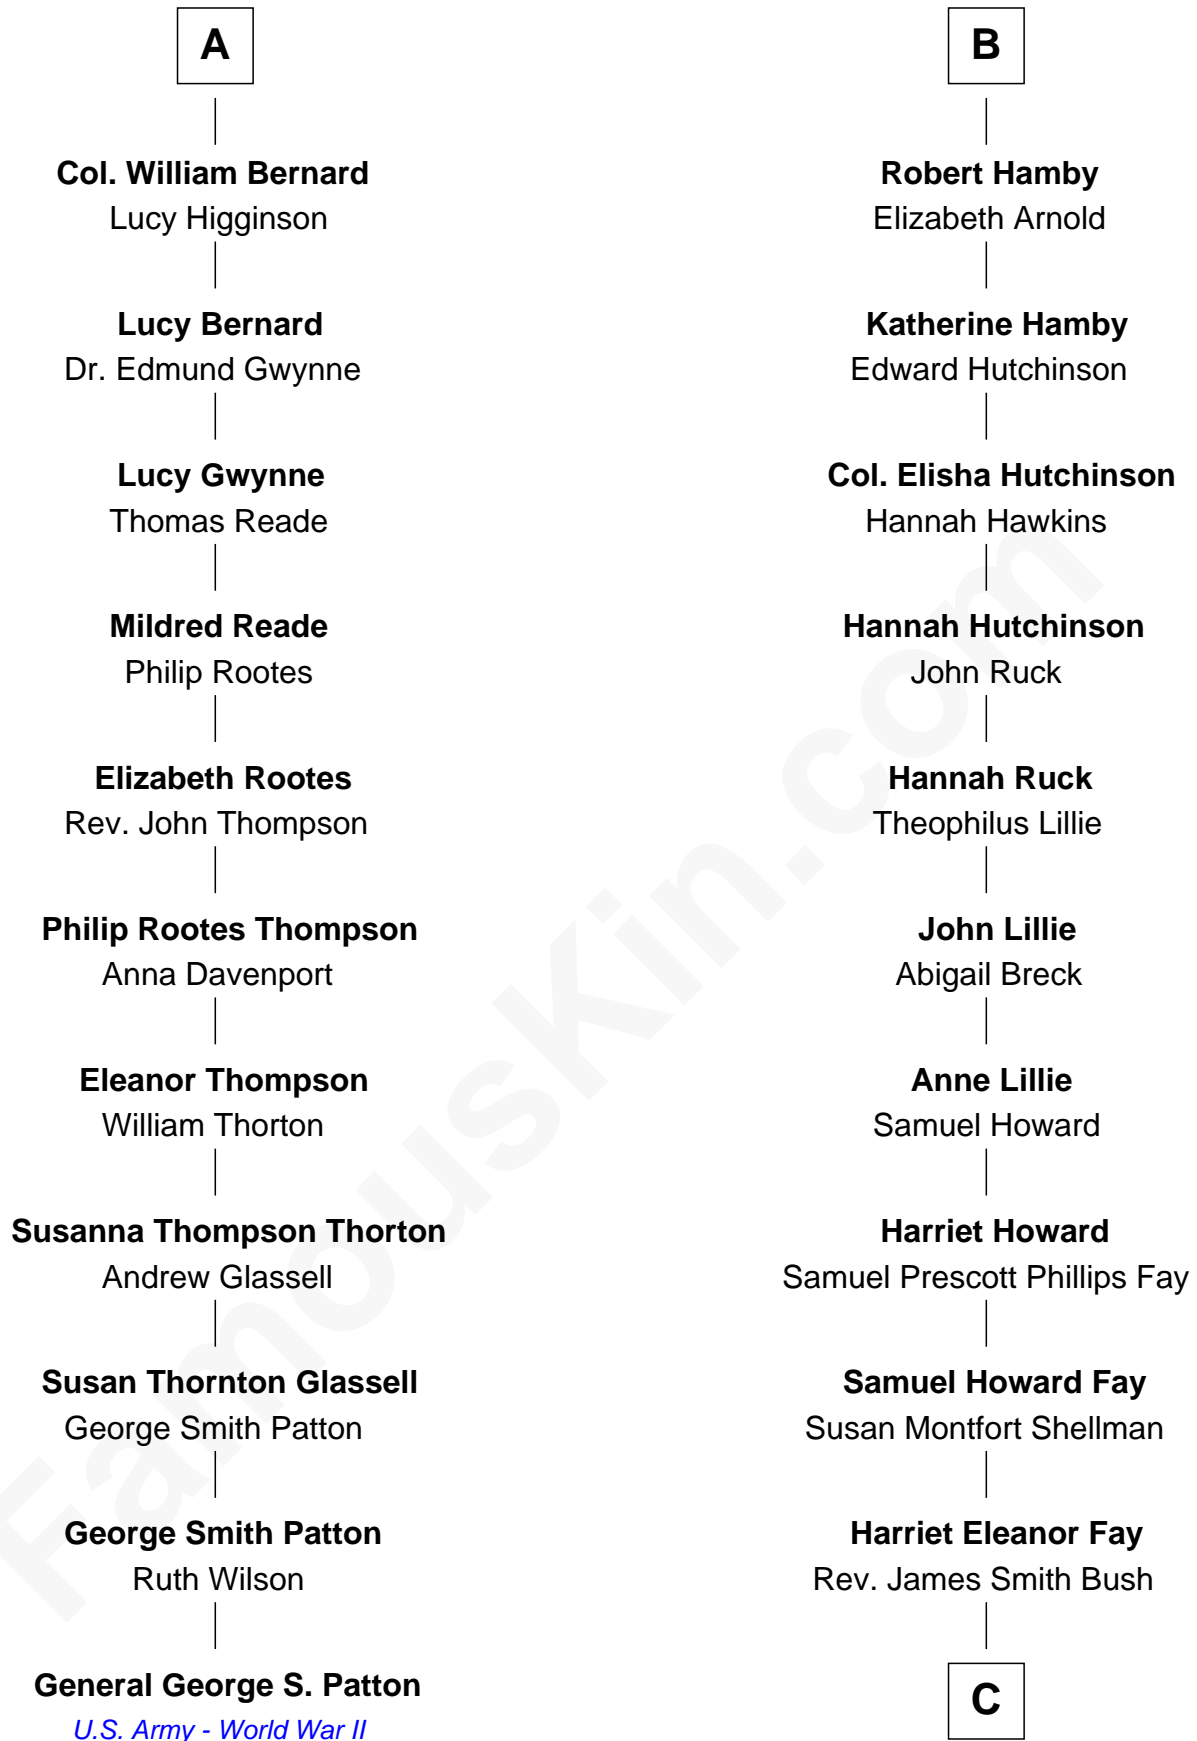 A
Col. William Bernard
Lucy Higginson
Lucy Bernard
Dr. Edmund Gwynne
Lucy Gwynne
Thomas Reade
Mildred Reade
Philip Rootes
Elizabeth Rootes
Rev. John Thompson
Philip Rootes Thompson
Anna Davenport
Eleanor Thompson
William Thorton
Susanna Thompson Thorton
Andrew Glassell
Susan Thornton Glassell
George Smith Patton
George Smith Patton
Ruth Wilson
General George S. Patton
U.S. Army - World War II
B
Robert Hamby
Elizabeth Arnold
Katherine Hamby
Edward Hutchinson
Col. Elisha Hutchinson
Hannah Hawkins
Hannah Hutchinson
John Ruck
Hannah Ruck
Theophilus Lillie
John Lillie
Abigail Breck
Anne Lillie
Samuel Howard
Harriet Howard
Samuel Prescott Phillips Fay
Samuel Howard Fay
Susan Montfort Shellman
Harriet Eleanor Fay
Rev. James Smith Bush
C
FamousKin.com